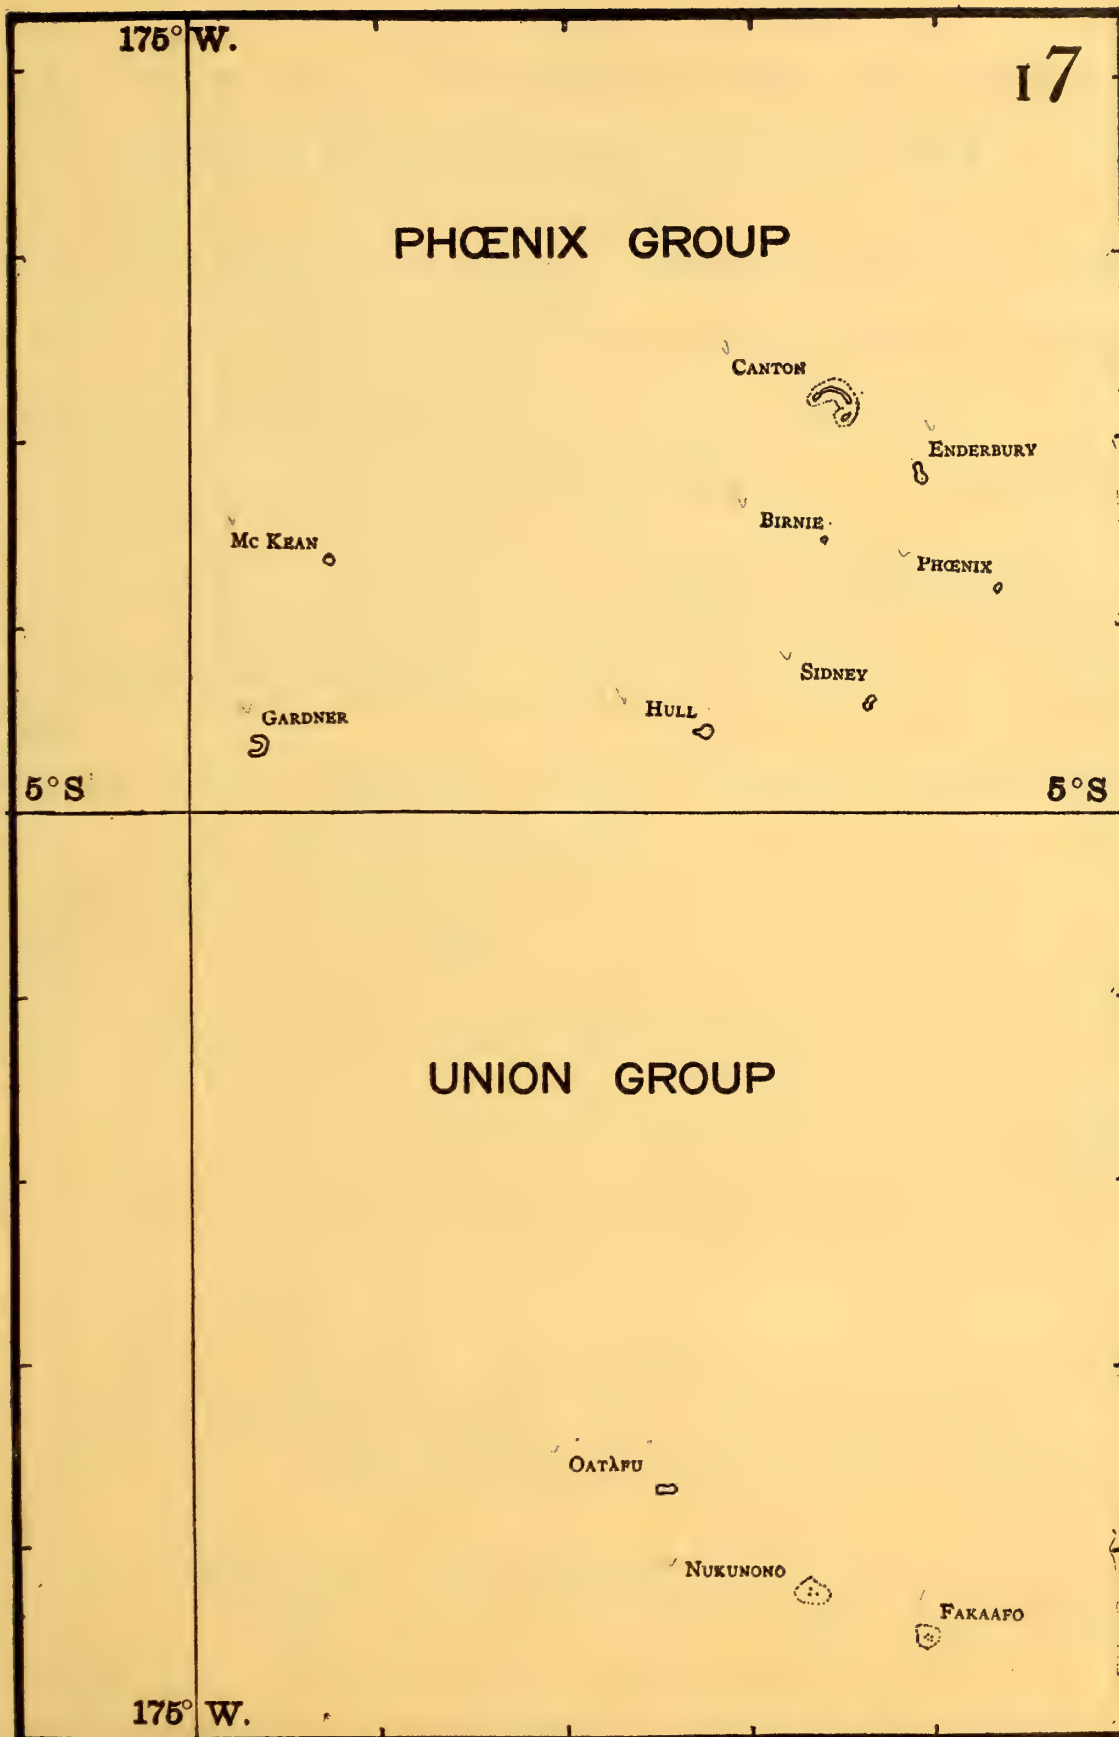 175° W.
17
PHŒNIX GROUP
CANTON
ENDERBURY
BIRNIE
MC KEAN
PHŒNIX
SIDNEY
HULL
GARDNER
5°S
5°S
UNION GROUP
OATÀFU
NUKUNONO
FAKAAFO
175° W.